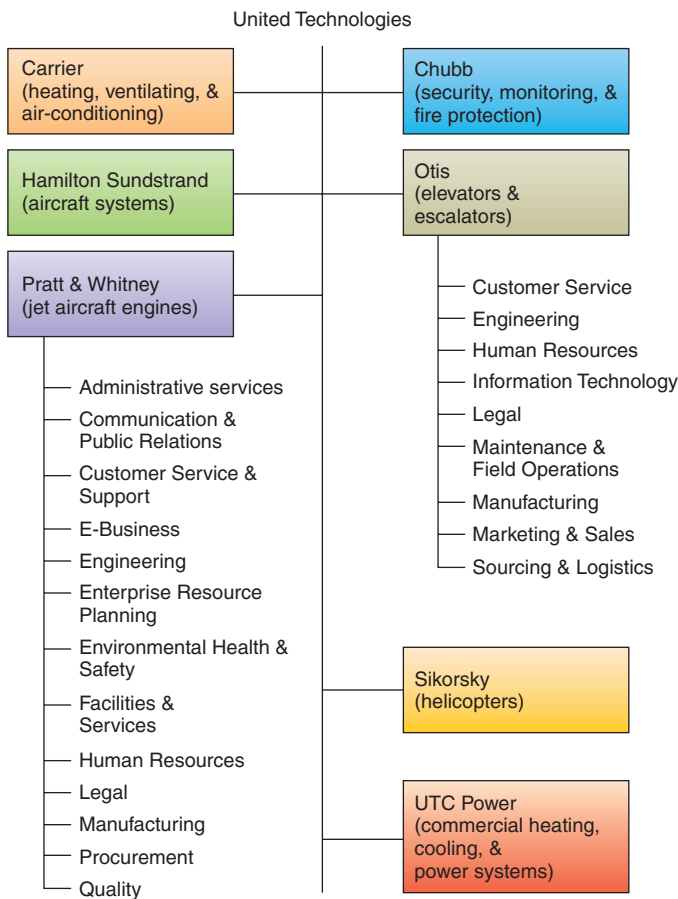 United Technologies
Carrier
(heating, ventilating, &
air-conditioning)
Chubb
(security, monitoring, &
fire protection)
Hamilton Sundstrand
(aircraft systems)
Otis
(elevators &
escalators)
Pratt & Whitney
(jet aircraft engines)
Customer Service
Engineering
Human Resources
Information Technology
Legal
Maintenance &
Field Operations
Manufacturing
Marketing & Sales
Sourcing & Logistics
Administrative services
Communication &
Public Relations
Customer Service &
Support
E-Business
Engineering
Enterprise Resource
Planning
Environmental Health &
Safety
Facilities &
Services
Human Resources
Legal
Manufacturing
Procurement
Quality
Sikorsky
(helicopters)
UTC Power
(commercial heating,
cooling, &
power systems)